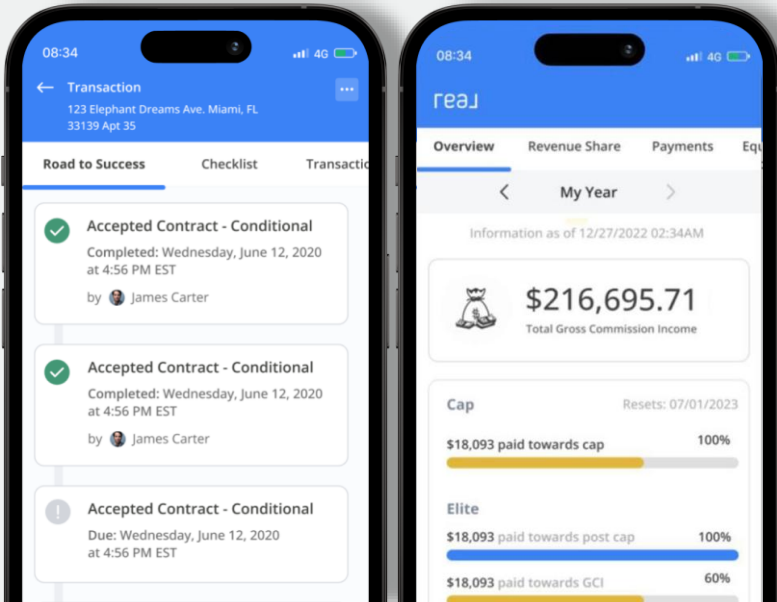 08:34
4G
Transaction
123 Elephant Dreams Ave. Miami, FL
33139 Apt 35
Road to Success
Checklist
Transactic
Accepted Contract - Conditional
Completed: Wednesday, June 12, 2020
at 4:56 PM EST
by James Carter
Accepted Contract - Conditional
Completed: Wednesday, June 12, 2020
at 4:56 PM EST
by James Carter
Accepted Contract - Conditional
Due: Wednesday, June 12, 2020
at 4:56 PM EST
08:34
4G
real
Overview
Revenue Share
Payments
Equ
My Year
Information as of 12/27/2022 02:34AM
$216,695.71
Total Gross Commission Income
Cap
Resets: 07/01/2023
$18,093 paid towards cap
100%
Elite
$18,093 paid towards post cap
100%
$18,093 paid towards GCI
60%